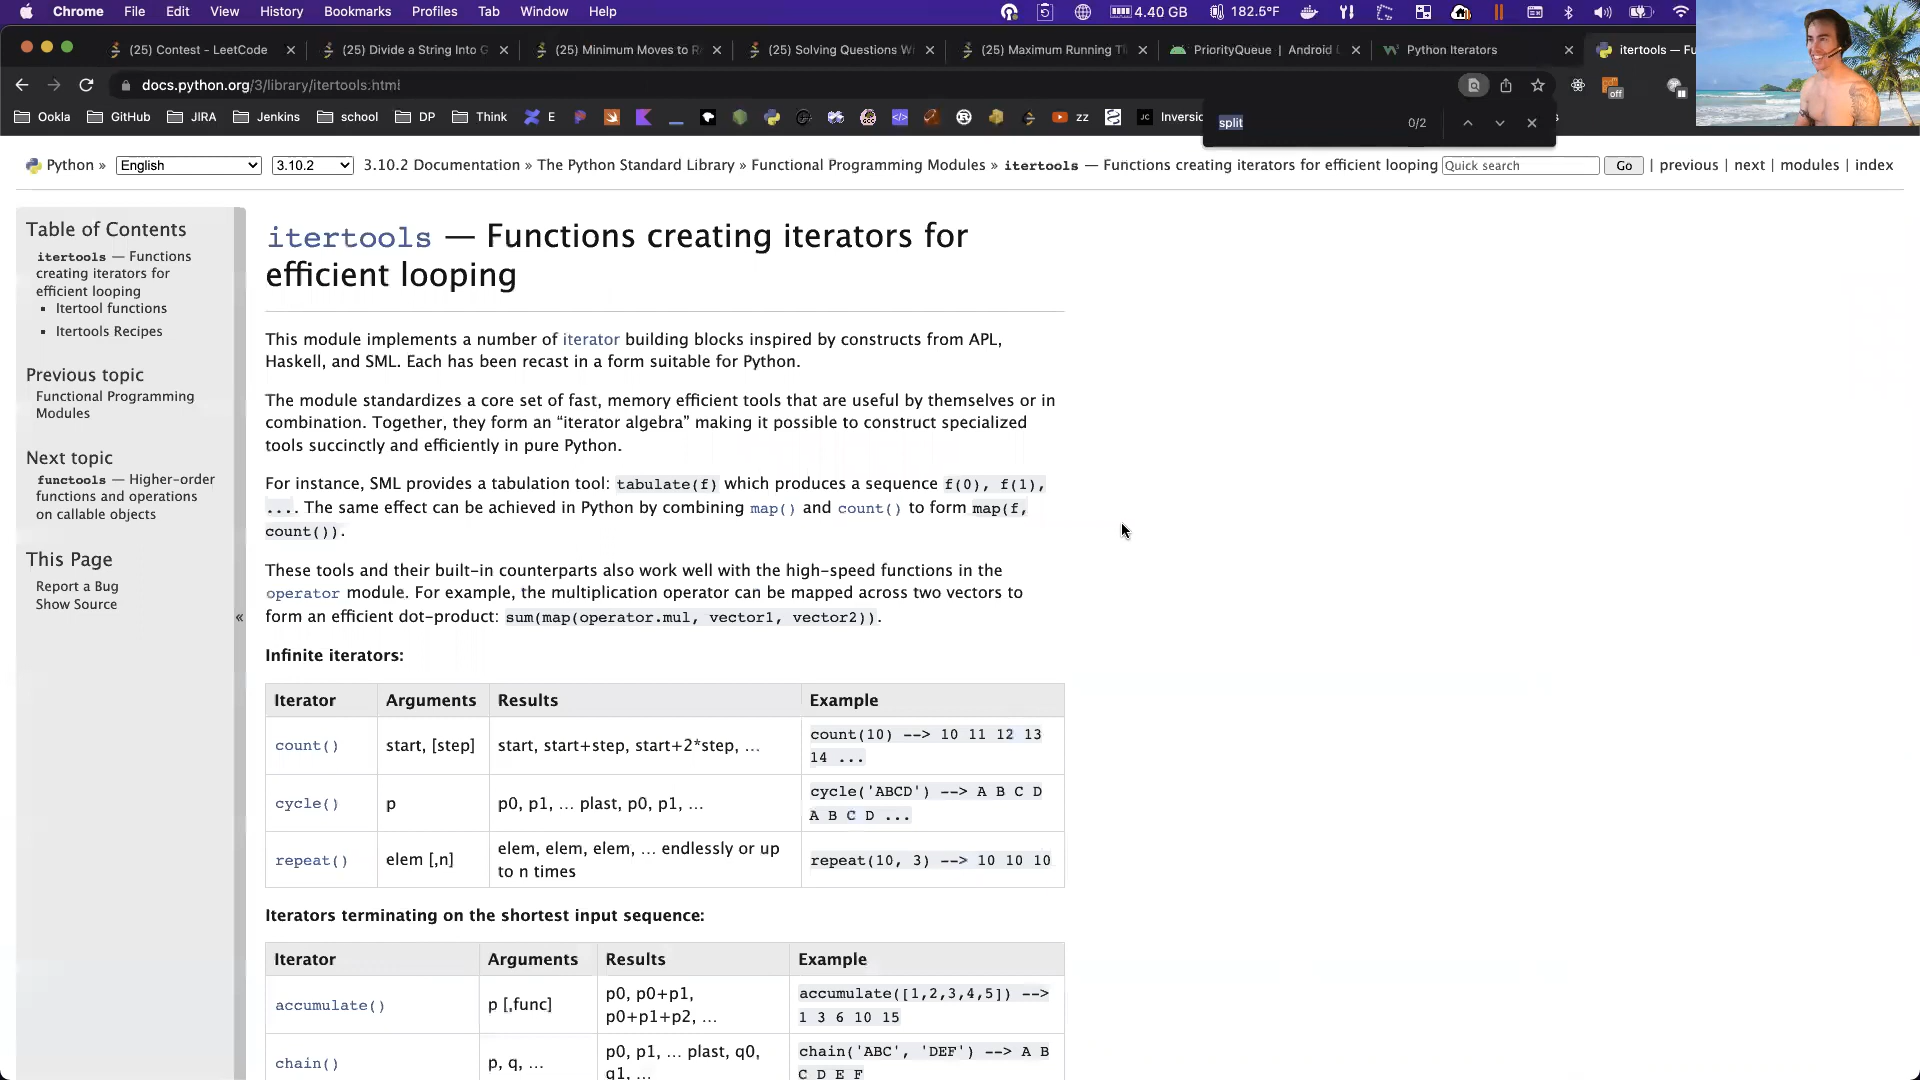 Chrome File Edit View History Bookmarks Profiles Tab Window Help 4.40 GB 182.5°F
(25) Contest - LeetCode (25) Divide a String Into G (25) Minimum Moves to R (25) Solving Questions W (25) Maximum Running Ti PriorityQueue | Android Python Iterators itertools — Fu
docs.python.org/3/library/itertools.html off
Ookla GitHub JIRA Jenkins school DP Think E zz JC Inversio
split 0/2
Python » English 3.10.2 3.10.2 Documentation » The Python Standard Library » Functional Programming Modules » itertools — Functions creating iterators for efficient looping Quick search Go | previous | next | modules | index
Table of Contents
itertools — Functions
creating iterators for
efficient looping
Itertool functions
Itertools Recipes
Previous topic
Functional Programming
Modules
Next topic
functools — Higher-order
functions and operations
on callable objects
This Page
Report a Bug
Show Source
«
itertools — Functions creating iterators for
efficient looping
This module implements a number of iterator building blocks inspired by constructs from APL,
Haskell, and SML. Each has been recast in a form suitable for Python.
The module standardizes a core set of fast, memory efficient tools that are useful by themselves or in
combination. Together, they form an “iterator algebra” making it possible to construct specialized
tools succinctly and efficiently in pure Python.
For instance, SML provides a tabulation tool: tabulate(f) which produces a sequence f(0), f(1),
.... The same effect can be achieved in Python by combining map() and count() to form map(f,
count()).
These tools and their built-in counterparts also work well with the high-speed functions in the
operator module. For example, the multiplication operator can be mapped across two vectors to
form an efficient dot-product: sum(map(operator.mul, vector1, vector2)).
Infinite iterators:
Iterator Arguments Results Example
count() start, [step] start, start+step, start+2*step, … count(10) --> 10 11 12 13
14 ...
cycle() p p0, p1, … plast, p0, p1, … cycle('ABCD') --> A B C D
A B C D ...
repeat() elem [,n] elem, elem, elem, … endlessly or up
to n times repeat(10, 3) --> 10 10 10
Iterators terminating on the shortest input sequence:
Iterator Arguments Results Example
accumulate() p [,func] p0, p0+p1,
p0+p1+p2, … accumulate([1,2,3,4,5]) -->
1 3 6 10 15
chain() p, q, … p0, p1, … plast, q0,
q1, … chain('ABC', 'DEF') --> A B
C D E F